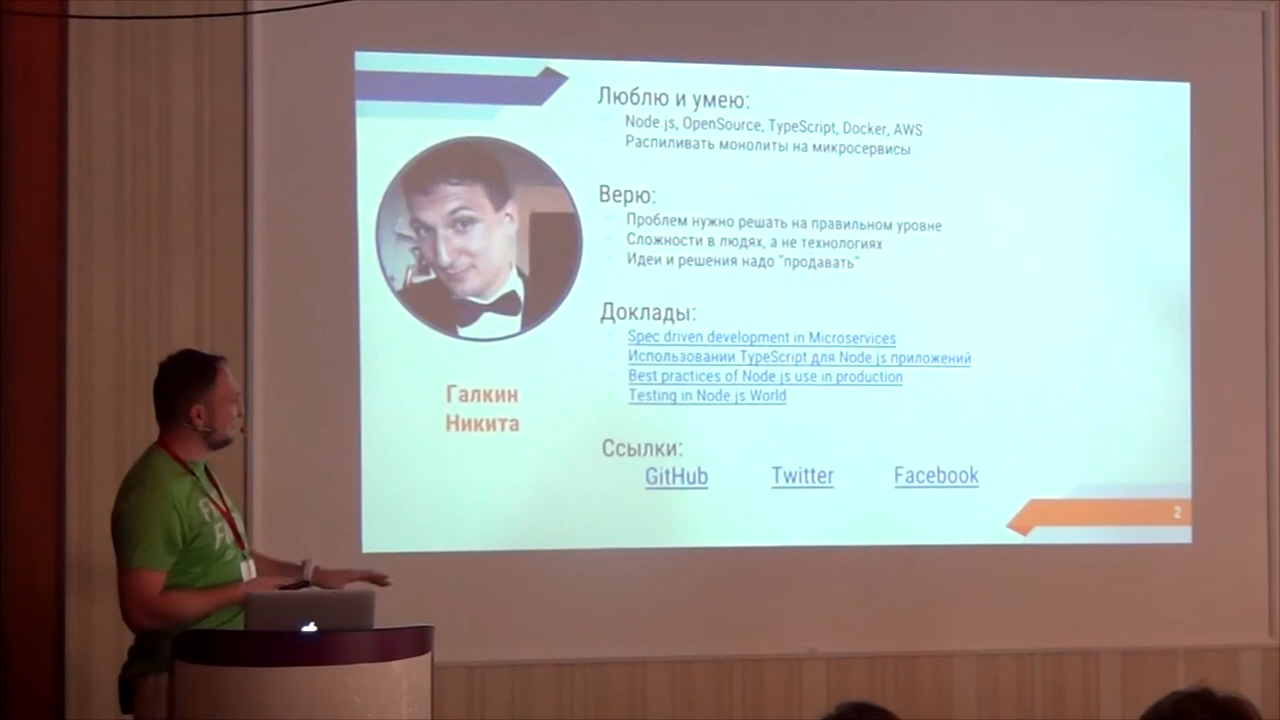 Люблю и умею:
Node.js, OpenSource, TypeScript, Docker, AWS
Распиливать монолиты на микросервисы
Верю:
Проблем нужно решать на правильном уровне
Сложности в людях, а не технологиях
Идеи и решения надо "продавать"
Доклады:
Spec driven development in Microservices
Использовании TypeScript для Node.js приложений
Best practices of Node.js use in production
Testing in Node.js World
Галкин
Никита
Ссылки:
GitHub Twitter Facebook
2